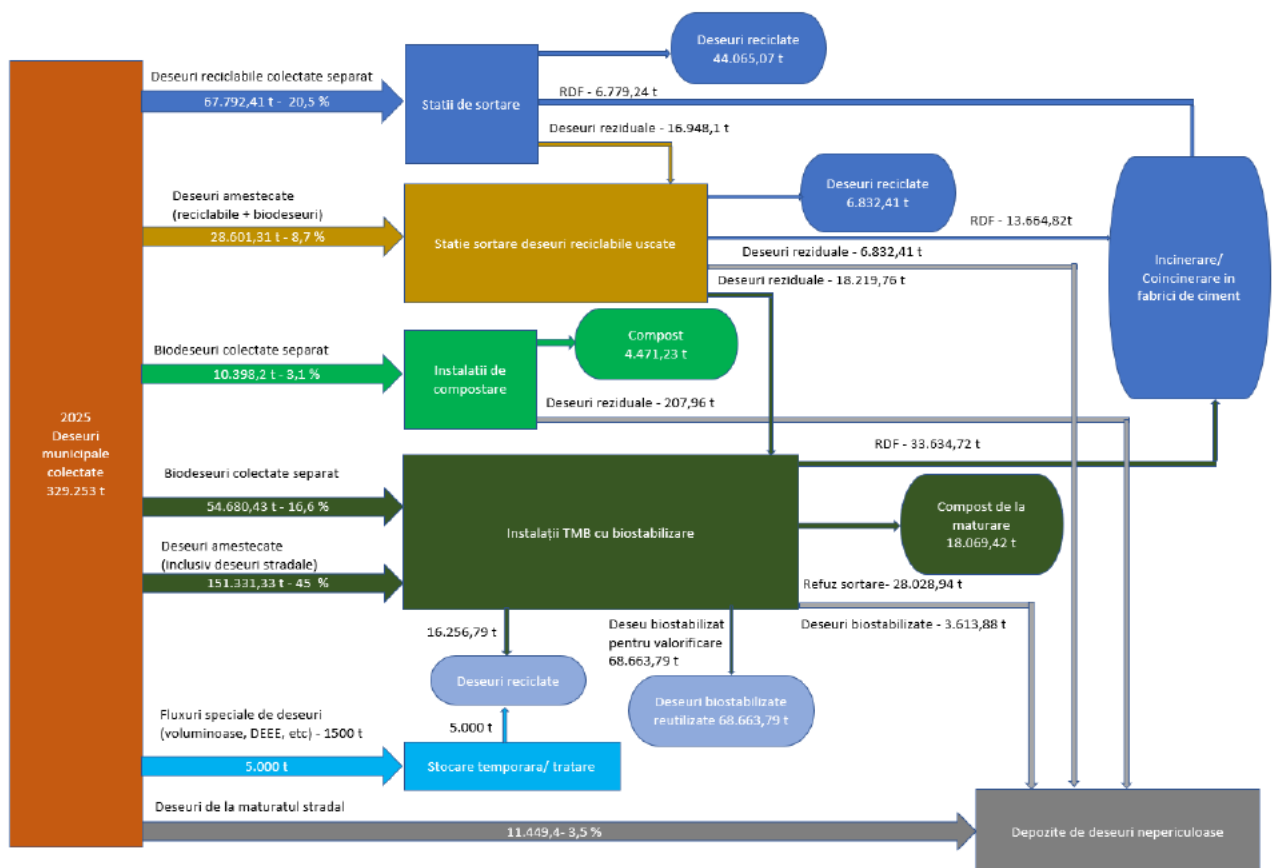 2025
Deseuri
municipale
colectate
329.253 t
Deseuri reciclabile colectate separat
67.792,41 t - 20,5 %
Statii de sortare
Deseuri reciclate
44.065,07 t
RDF - 6.779,24 t
Deseuri reziduale - 16.948,1 t
Deseuri amestecate
(reciclabile + biodeseuri)
28.601,31 t - 8,7 %
Statie sortare deseuri reciclabile uscate
Deseuri reciclate
6.832,41 t
RDF - 13.664,82t
Deseuri reziduale - 6.832,41 t
Deseuri reziduale - 18.219,76 t
Incinerare/
Coincinerare in
fabrici de ciment
Biodeseuri colectate separat
10.398,2 t - 3,1 %
Instalatii de
compostare
Compost
4.471,23 t
Deseuri reziduale - 207,96 t
RDF - 33.634,72 t
Biodeseuri colectate separat
54.680,43 t - 16,6 %
Deseuri amestecate
(inclusiv deseuri stradale)
151.331,33 t - 45 %
Instalații TMB cu biostabilizare
Compost de la
maturare
18.069,42 t
Refuz sortare- 28.028,94 t
Deseuri biostabilizate - 3.613,88 t
16.256,79 t
Deseuri reciclate
Deseu biostabilizat
pentru valorificare
68.663,79 t
Deseuri biostabilizate
reutilizate 68.663,79 t
Fluxuri speciale de deseuri
(voluminoase, DEEE, etc) - 1500 t
5.000 t
5.000 t
Stocare temporara/ tratare
Deseuri de la maturatul stradal
11.449,4- 3,5 %
Depozite de deseuri nepericuloase